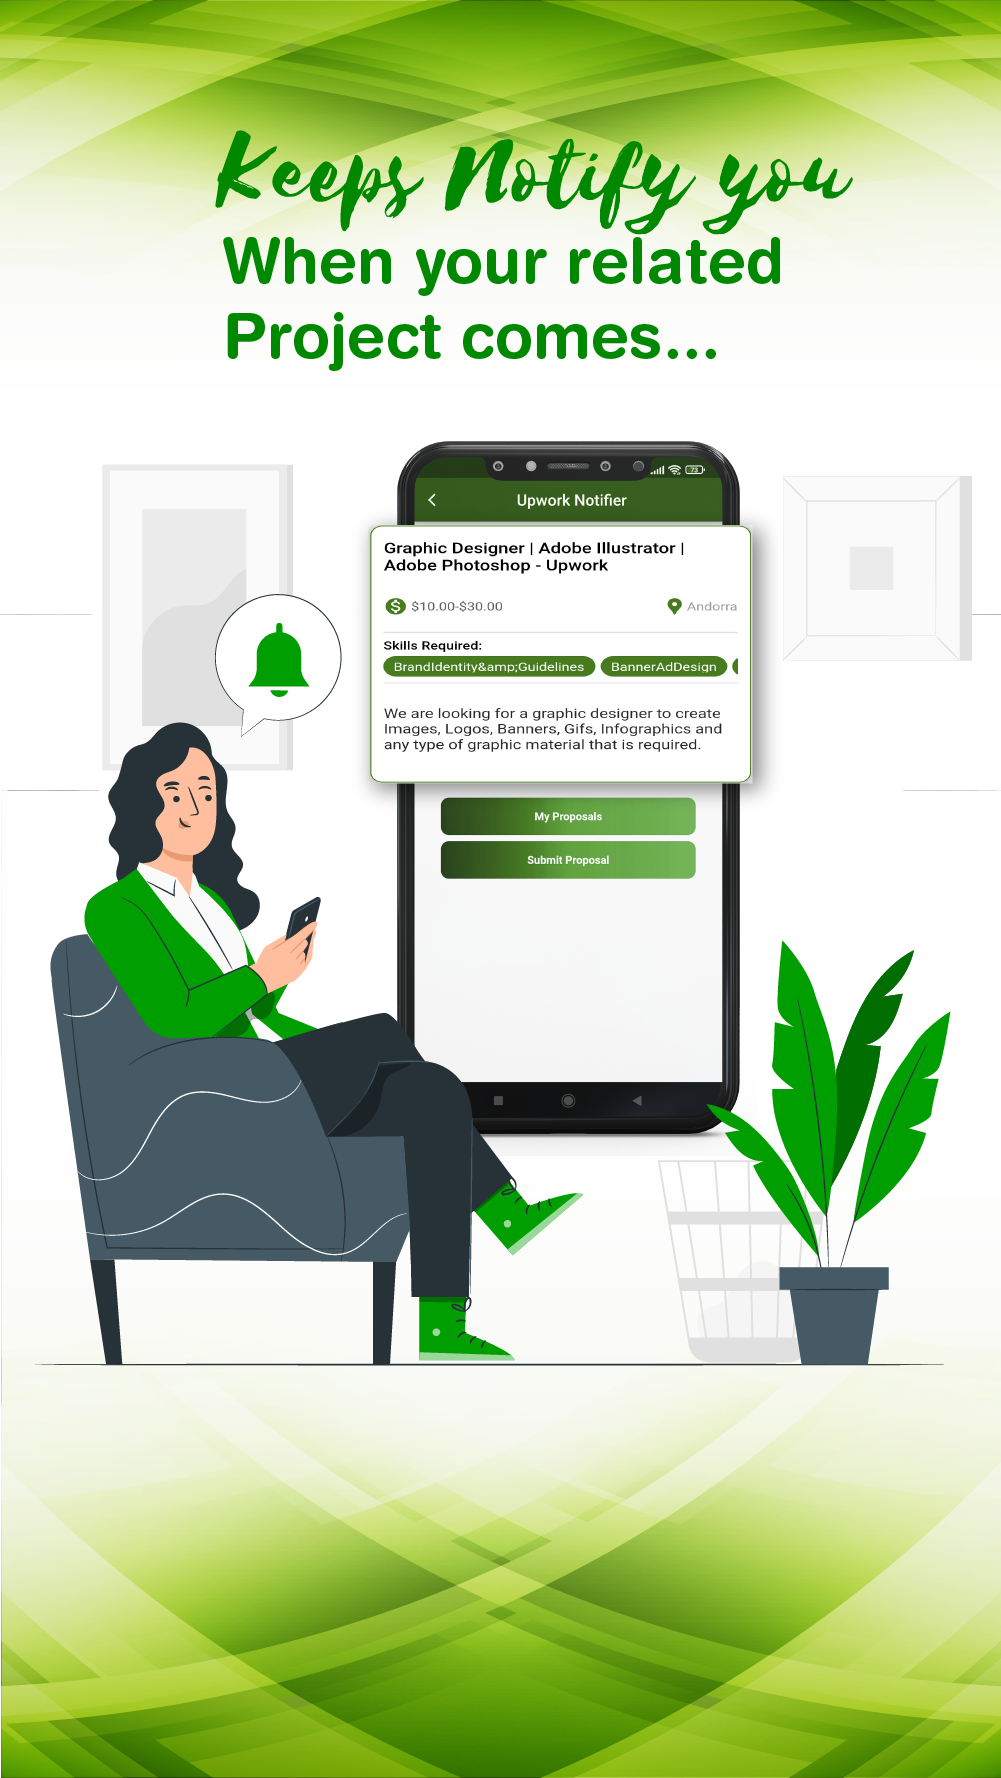 Keeps Notify you
When your related
Project comes...
73
Upwork Notifier
Graphic Designer | Adobe Illustrator |
Adobe Photoshop - Upwork
$10.00-$30.00
Andorra
Skills Required:
BrandIdentity&amp;Guidelines
BannerAdDesign
We are looking for a graphic designer to create
Images, Logos, Banners, Gifs, Infographics and
any type of graphic material that is required.
My Proposals
Submit Proposal